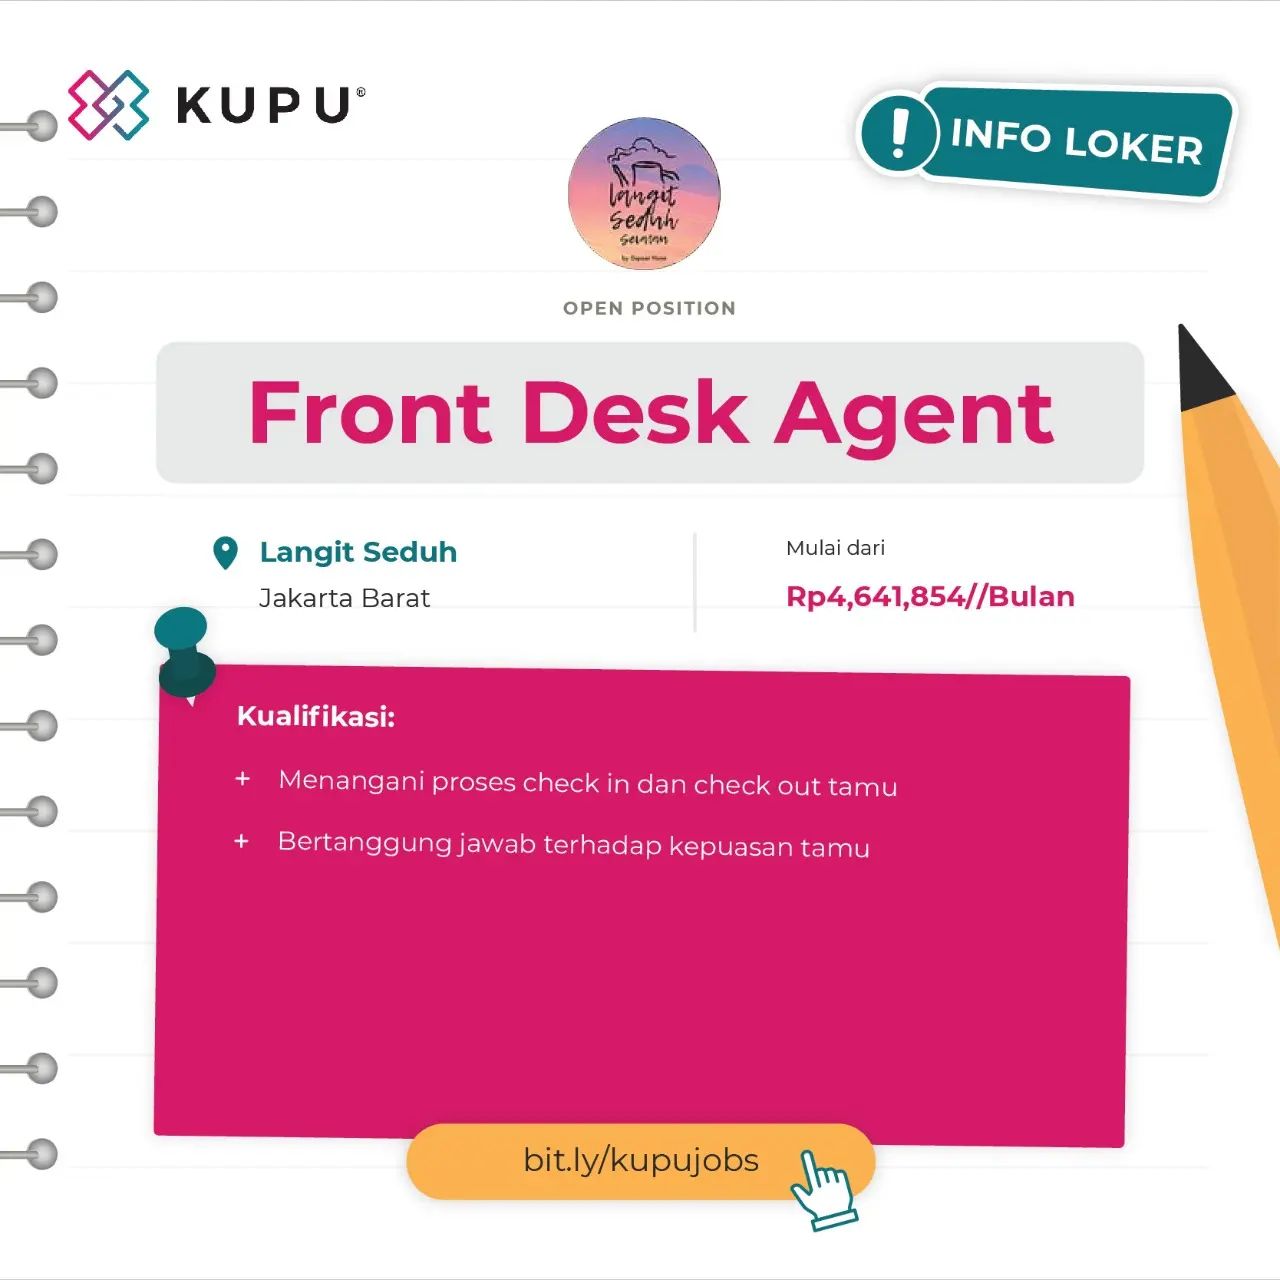 KUPU®
INFO LOKER
langit
seduh
selatan
OPEN POSITION
Front Desk Agent
Langit Seduh
Jakarta Barat
Mulai dari
Rp4,641,854//Bulan
Kualifikasi:
+ Menangani proses check in dan check out tamu
+ Bertanggung jawab terhadap kepuasan tamu
bit.ly/kupujobs